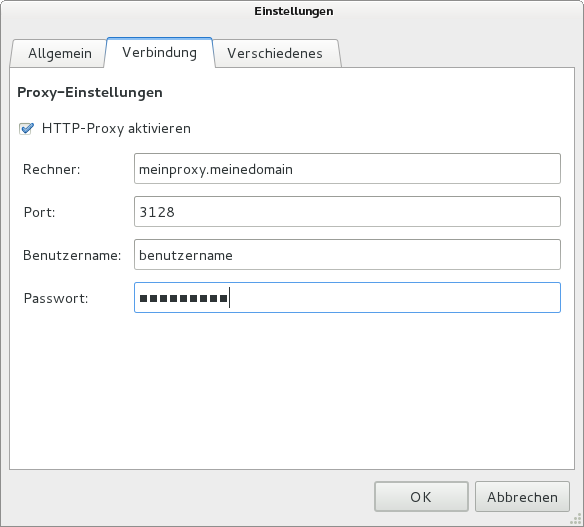 Einstellungen
Allgemein Verbindung Verschiedenes
Proxy-Einstellungen
HTTP-Proxy aktivieren
Rechner: meinproxy.meinedomain
Port: 3128
Benutzername: benutzername
Passwort: ▪▪▪▪▪▪▪▪▪
OK Abbrechen